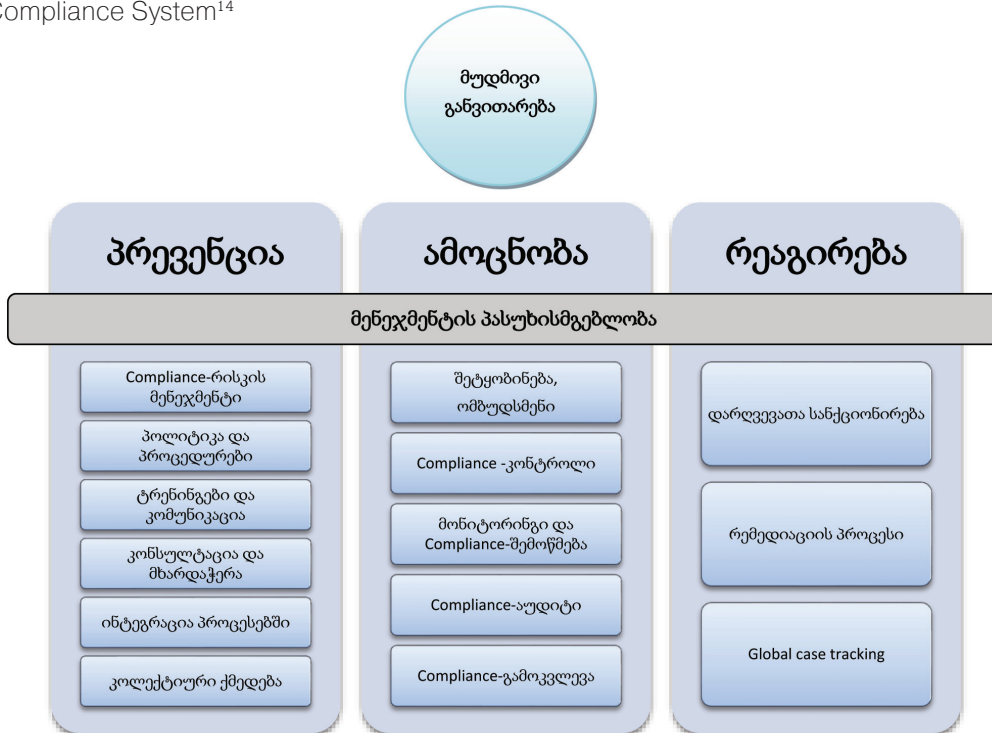 Compliance System¹⁴
მუდმივი
განვითარება
პრევენცია
ამოცნობა
რეაგირება
მენეჯმენტის პასუხისმგებლობა
Compliance-რისკის
მენეჯმენტი
პოლიტიკა და
პროცედურები
ტრენინგები და
კომუნიკაცია
კონსულტაცია და
მხარდაჭერა
ინტეგრაცია პროცესებში
კოლექტიური ქმედება
შეტყობინება,
ომბუდსმენი
Compliance -კონტროლი
მონიტორინგი და
Compliance-შემოწმება
Compliance-აუდიტი
Compliance-გამოკვლევა
დარღვევათა სანქციონირება
რემედიაციის პროცესი
Global case tracking